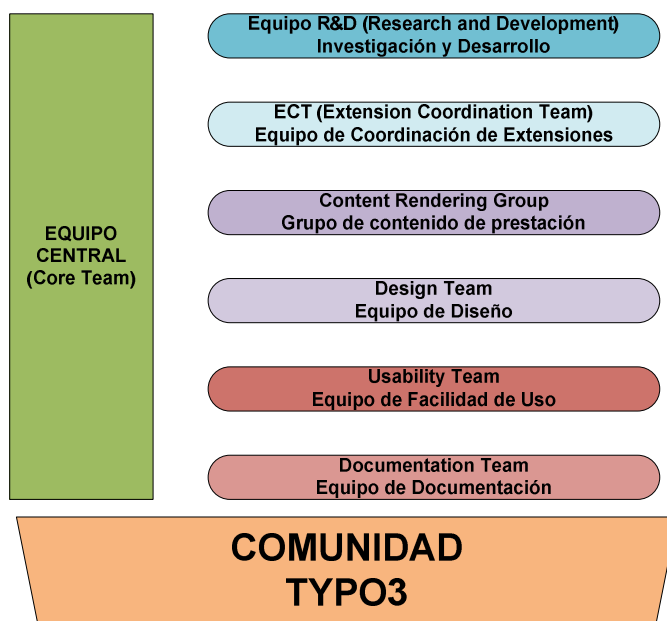 EQUIPO
CENTRAL
(Core Team)
Equipo R&D (Research and Development)
Investigación y Desarrollo
ECT (Extension Coordination Team)
Equipo de Coordinación de Extensiones
Content Rendering Group
Grupo de contenido de prestación
Design Team
Equipo de Diseño
Usability Team
Equipo de Facilidad de Uso
Documentation Team
Equipo de Documentación
COMUNIDAD
TYPO3